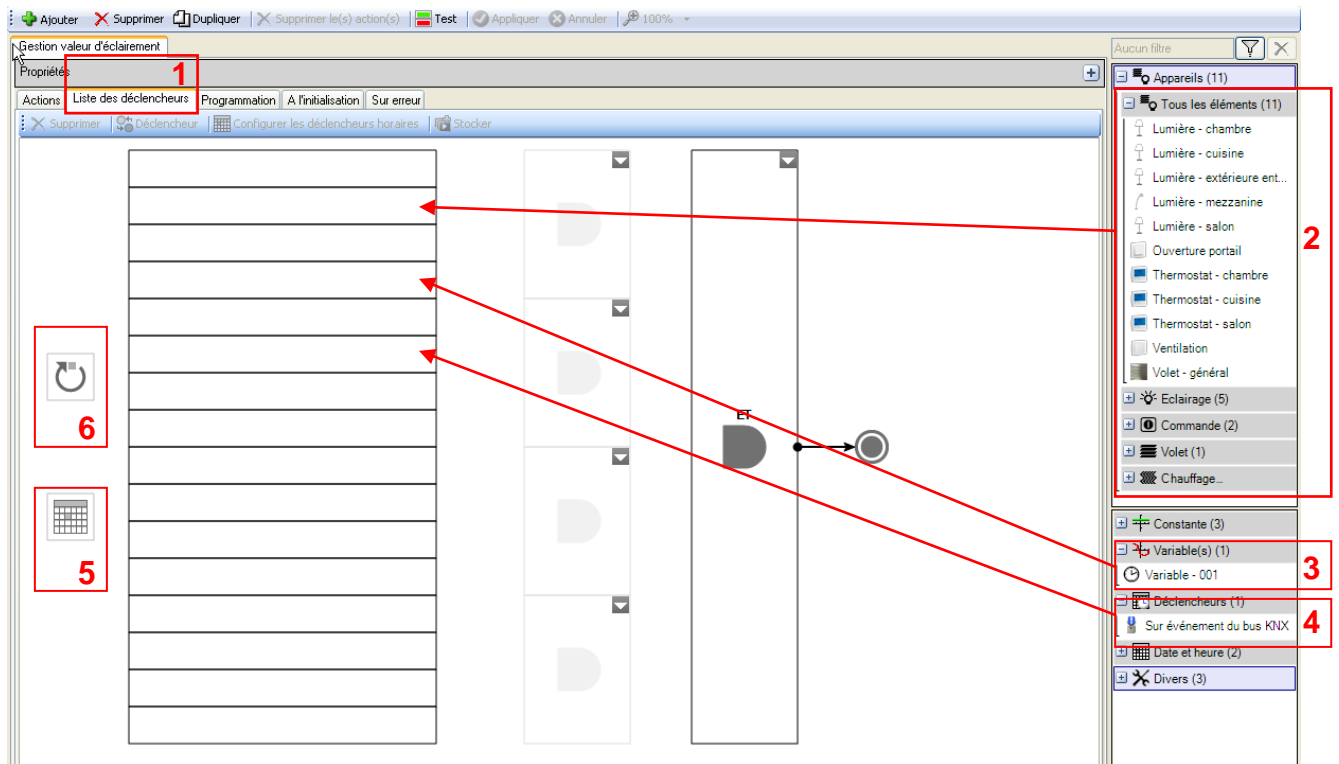 Ajouter Supprimer Dupliquer Supprimer le(s) action(s) Test Appliquer Annuler 100%
Gestion valeur d'éclairement
Aucun filtre
Propriétés
1
Appareils (11)
Actions Liste des déclencheurs Programmation A l'initialisation Sur erreur
Supprimer Déclencheur Configurer les déclencheurs horaires Stocker
Tous les éléments (11)
Lumière - chambre
Lumière - cuisine
Lumière - extérieure ent...
Lumière - mezzanine
Lumière - salon
2
Ouverture portail
Thermostat - chambre
Thermostat - cuisine
Thermostat - salon
Ventilation
Volet - général
Eclairage (5)
Commande (2)
Volet (1)
Chauffage...
6
ET
5
Constante (3)
Variable(s) (1)
Variable - 001
3
Déclencheurs (1)
Sur événement du bus KNX
4
Date et heure (2)
Divers (3)